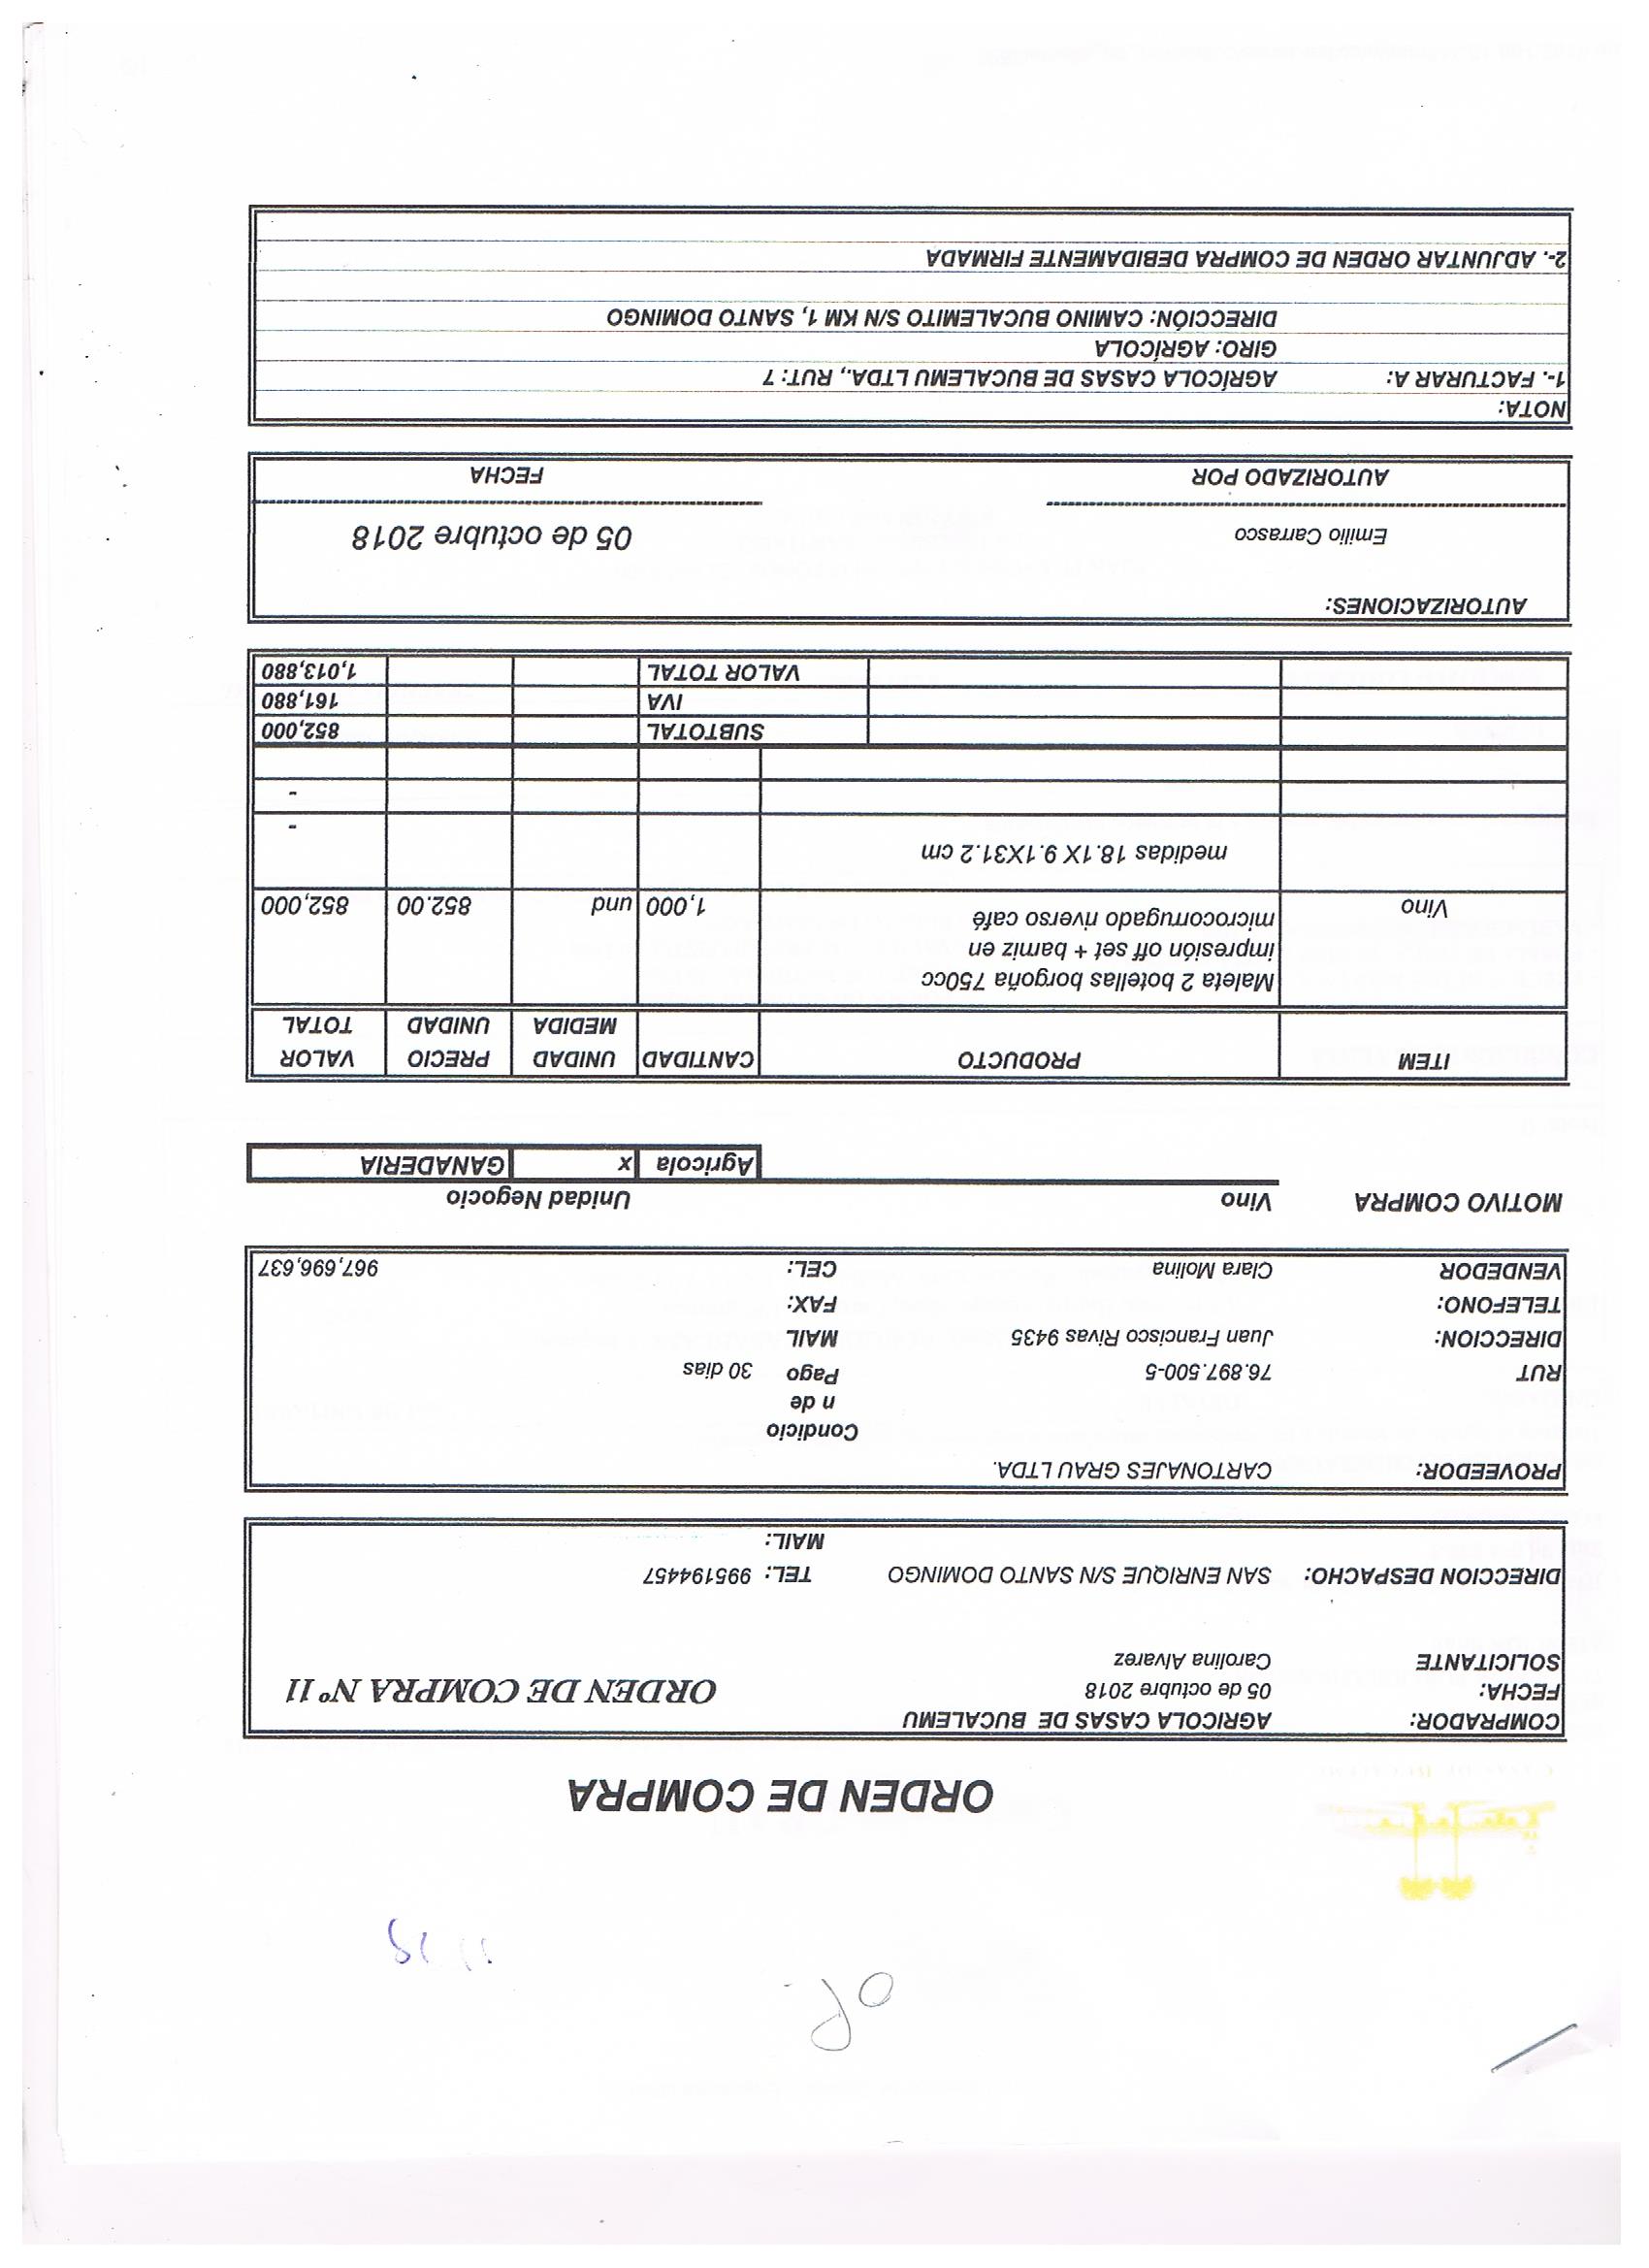 ORDEN DE COMPRA
COMPRADOR: AGRICOLA CASAS DE BUCALEMU
FECHA: 05 de octubre 2018
SOLICITANTE Carolina Alvarez
ORDEN DE COMPRA Nº 11
DIRECCION DESPACHO: SAN ENRIQUE S/N SANTO DOMINGO TEL: 995194457
MAIL:
PROVEEDOR: CARTONAJES GRAU LTDA.
Condicio
n de
RUT 76.897.500-5 Pago 30 dias
DIRECCION: Juan Francisco Rivas 9435 MAIL
TELEFONO: FAX:
VENDEDOR Clara Molina CEL: 967,696,637
MOTIVO COMPRA Vino Unidad Negocio
Agricola x GANADERIA
ITEM PRODUCTO CANTIDAD UNIDAD MEDIDA PRECIO UNIDAD VALOR TOTAL
Maleta 2 botellas borgoña 750cc
impresión off set + barniz en
Vino microcorrugado riverso café 1,000 und 852.00 852,000
medidas 18.1X 9.1X31.2 cm
-
-
SUBTOTAL 852,000
IVA 161,880
VALOR TOTAL 1,013,880
AUTORIZACIONES:
Emilio Carrasco 05 de octubre 2018
AUTORIZADO POR FECHA
NOTA:
1-. FACTURAR A: AGRÍCOLA CASAS DE BUCALEMU LTDA., RUT: 7
GIRO: AGRÍCOLA
DIRECCIÓN: CAMINO BUCALEMITO S/N KM 1, SANTO DOMINGO
2-. ADJUNTAR ORDEN DE COMPRA DEBIDAMENTE FIRMADA